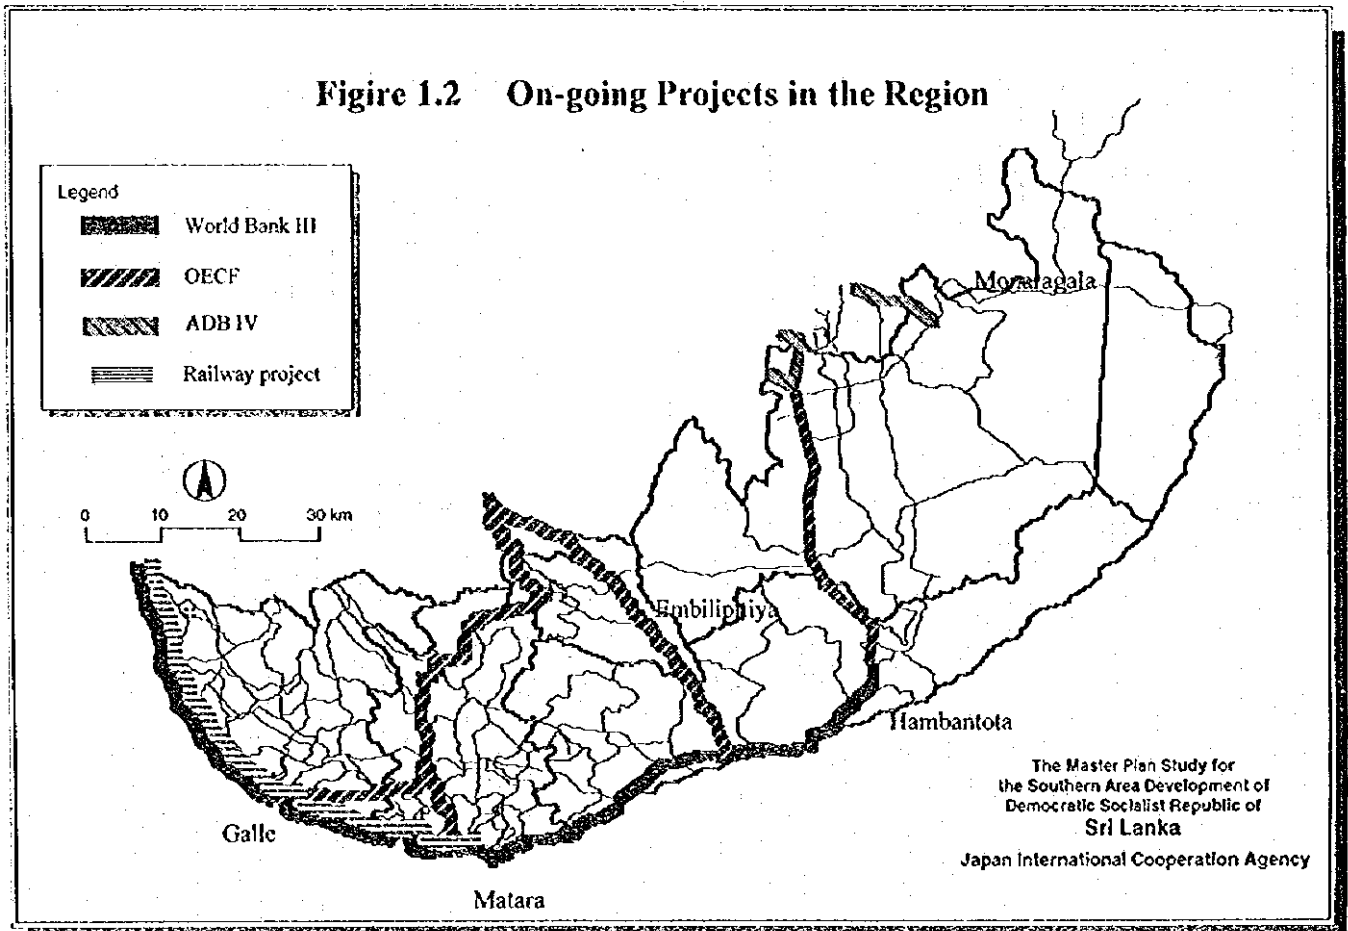 Figire 1.2 On-going Projects in the Region
Legend
World Bank III
OECF
ADB IV
Railway project
0 10 20 30 km
Monaragala
Embilipitiya
Hambantota
Galle
Matara
The Master Plan Study for
the Southern Area Development of
Democratic Socialist Republic of
Sri Lanka
Japan International Cooperation Agency